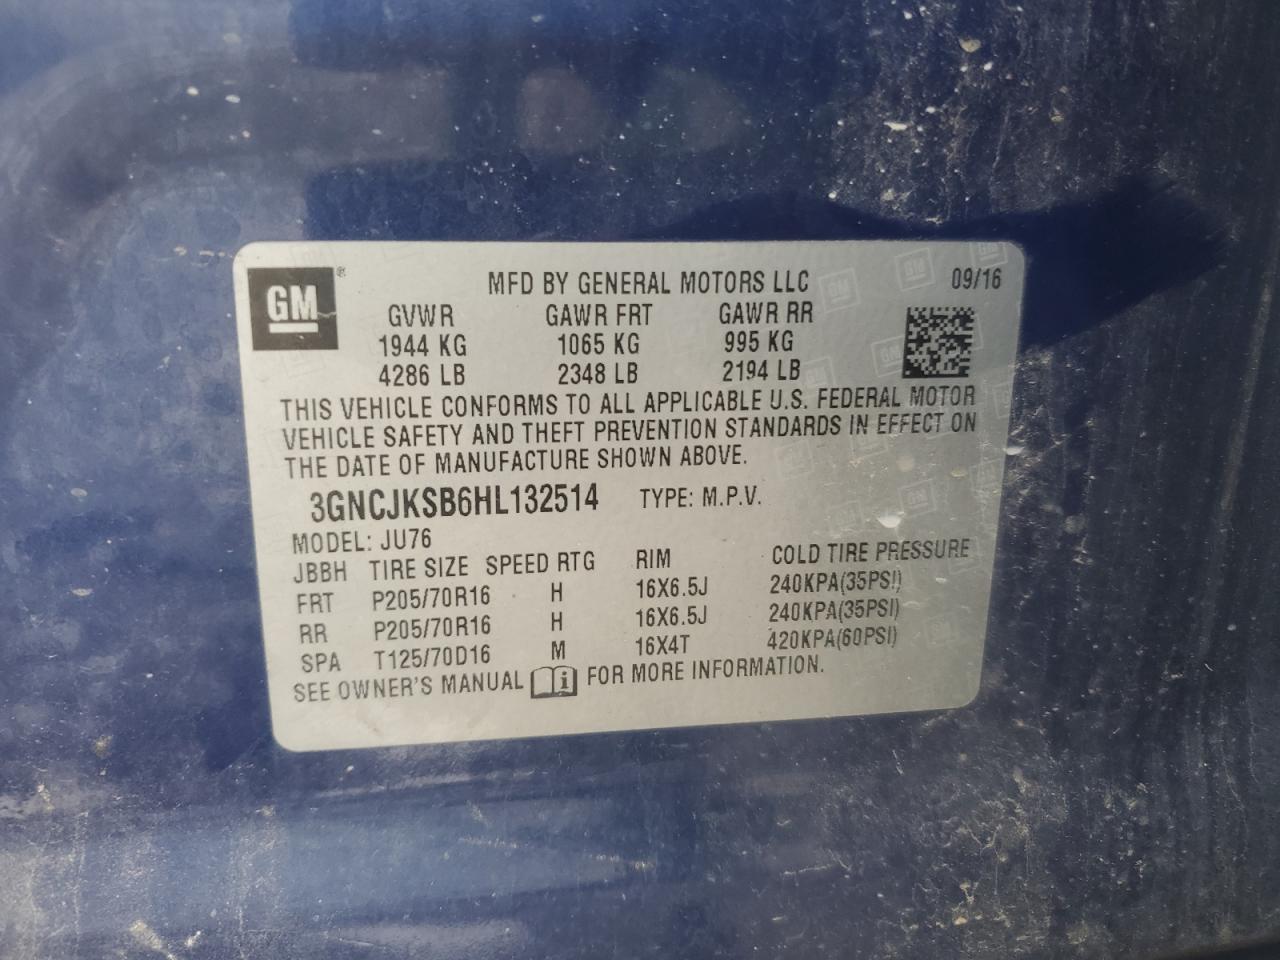 GM ®
MFD BY GENERAL MOTORS LLC 09/16
GVWR GAWR FRT GAWR RR
1944 KG 1065 KG 995 KG
4286 LB 2348 LB 2194 LB
THIS VEHICLE CONFORMS TO ALL APPLICABLE U.S. FEDERAL MOTOR
VEHICLE SAFETY AND THEFT PREVENTION STANDARDS IN EFFECT ON
THE DATE OF MANUFACTURE SHOWN ABOVE.
3GNCJKSB6HL132514 TYPE: M.P.V.
MODEL: JU76
JBBH TIRE SIZE SPEED RTG RIM COLD TIRE PRESSURE
FRT P205/70R16 H 16X6.5J 240KPA(35PSI)
RR P205/70R16 H 16X6.5J 240KPA(35PSI)
SPA T125/70D16 M 16X4T 420KPA(60PSI)
SEE OWNER'S MANUAL i FOR MORE INFORMATION.